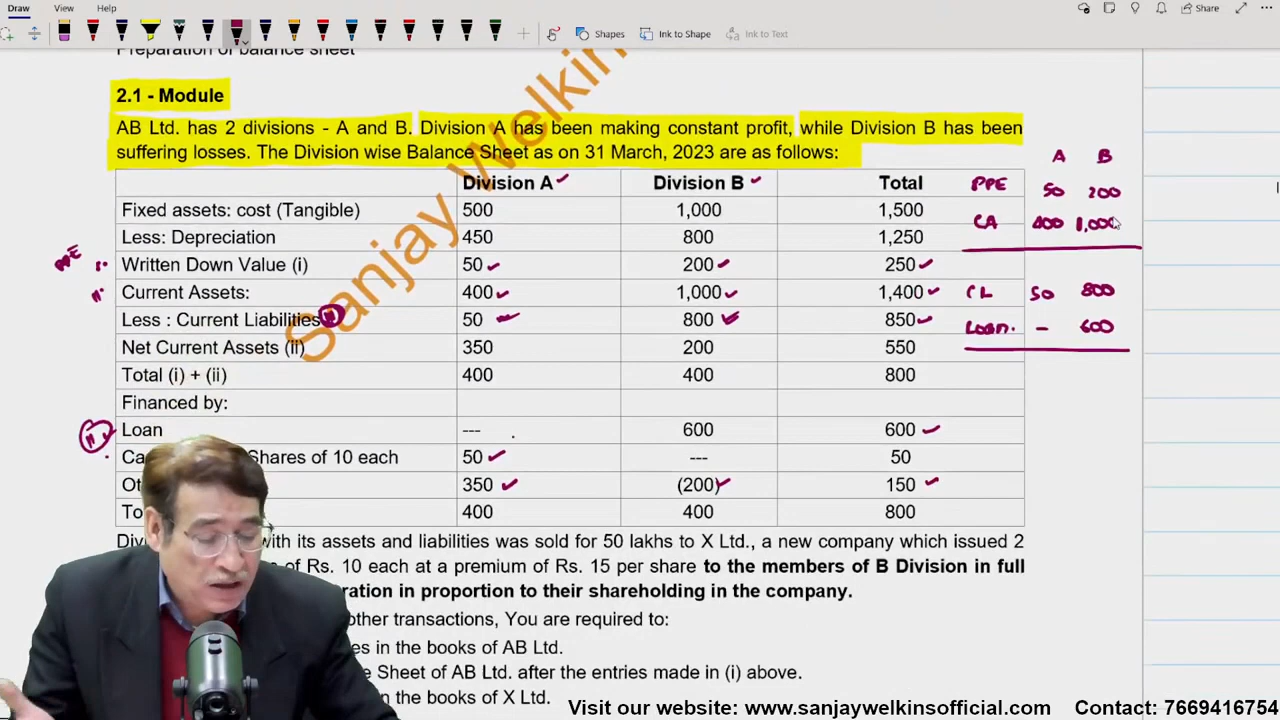 Draw View Help
Share
Shapes Ink to Shape Ink to Text
Preparation of balance sheet
2.1 - Module
AB Ltd. has 2 divisions - A and B. Division A has been making constant profit, while Division B has been
suffering losses. The Division wise Balance Sheet as on 31 March, 2023 are as follows:
Division A Division B Total
Fixed assets: cost (Tangible) 500 1,000 1,500
Less: Depreciation 450 800 1,250
Written Down Value (i) 50 200 250
Current Assets: 400 1,000 1,400
Less : Current Liabilities 50 800 850
Net Current Assets (ii) 350 200 550
Total (i) + (ii) 400 400 800
Financed by:
Loan --- 600 600
Shares of 10 each 50 --- 50
350 (200) 150
400 400 800
A B
PPE 50 200
CA 400 1,000
CL 50 800
Loan. - 600
PPE
Sanjay Welkin
with its assets and liabilities was sold for 50 lakhs to X Ltd., a new company which issued 2
of Rs. 10 each at a premium of Rs. 15 per share to the members of B Division in full
ration in proportion to their shareholding in the company.
other transactions, You are required to:
es in the books of AB Ltd.
e Sheet of AB Ltd. after the entries made in (i) above.
n the books of X Ltd.
Visit our website: www.sanjaywelkinsofficial.com Contact: 7669416754